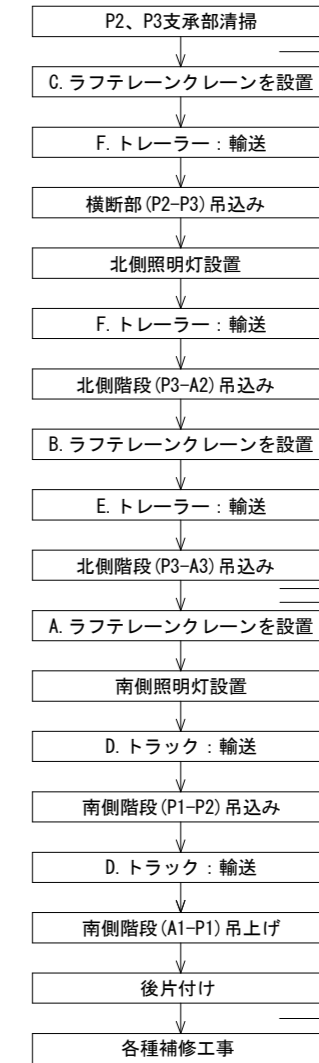 P2、P3支承部清掃
C.ラフテレーンクレーンを設置
F.トレーラー：輸送
横断部(P2-P3)吊込み
北側照明灯設置
F.トレーラー：輸送
北側階段(P3-A2)吊込み
B.ラフテレーンクレーンを設置
E.トレーラー：輸送
北側階段(P3-A3)吊込み
A.ラフテレーンクレーンを設置
南側照明灯設置
D.トラック：輸送
南側階段(P1-P2)吊込み
D.トラック：輸送
南側階段(A1-P1)吊上げ
後片付け
各種補修工事